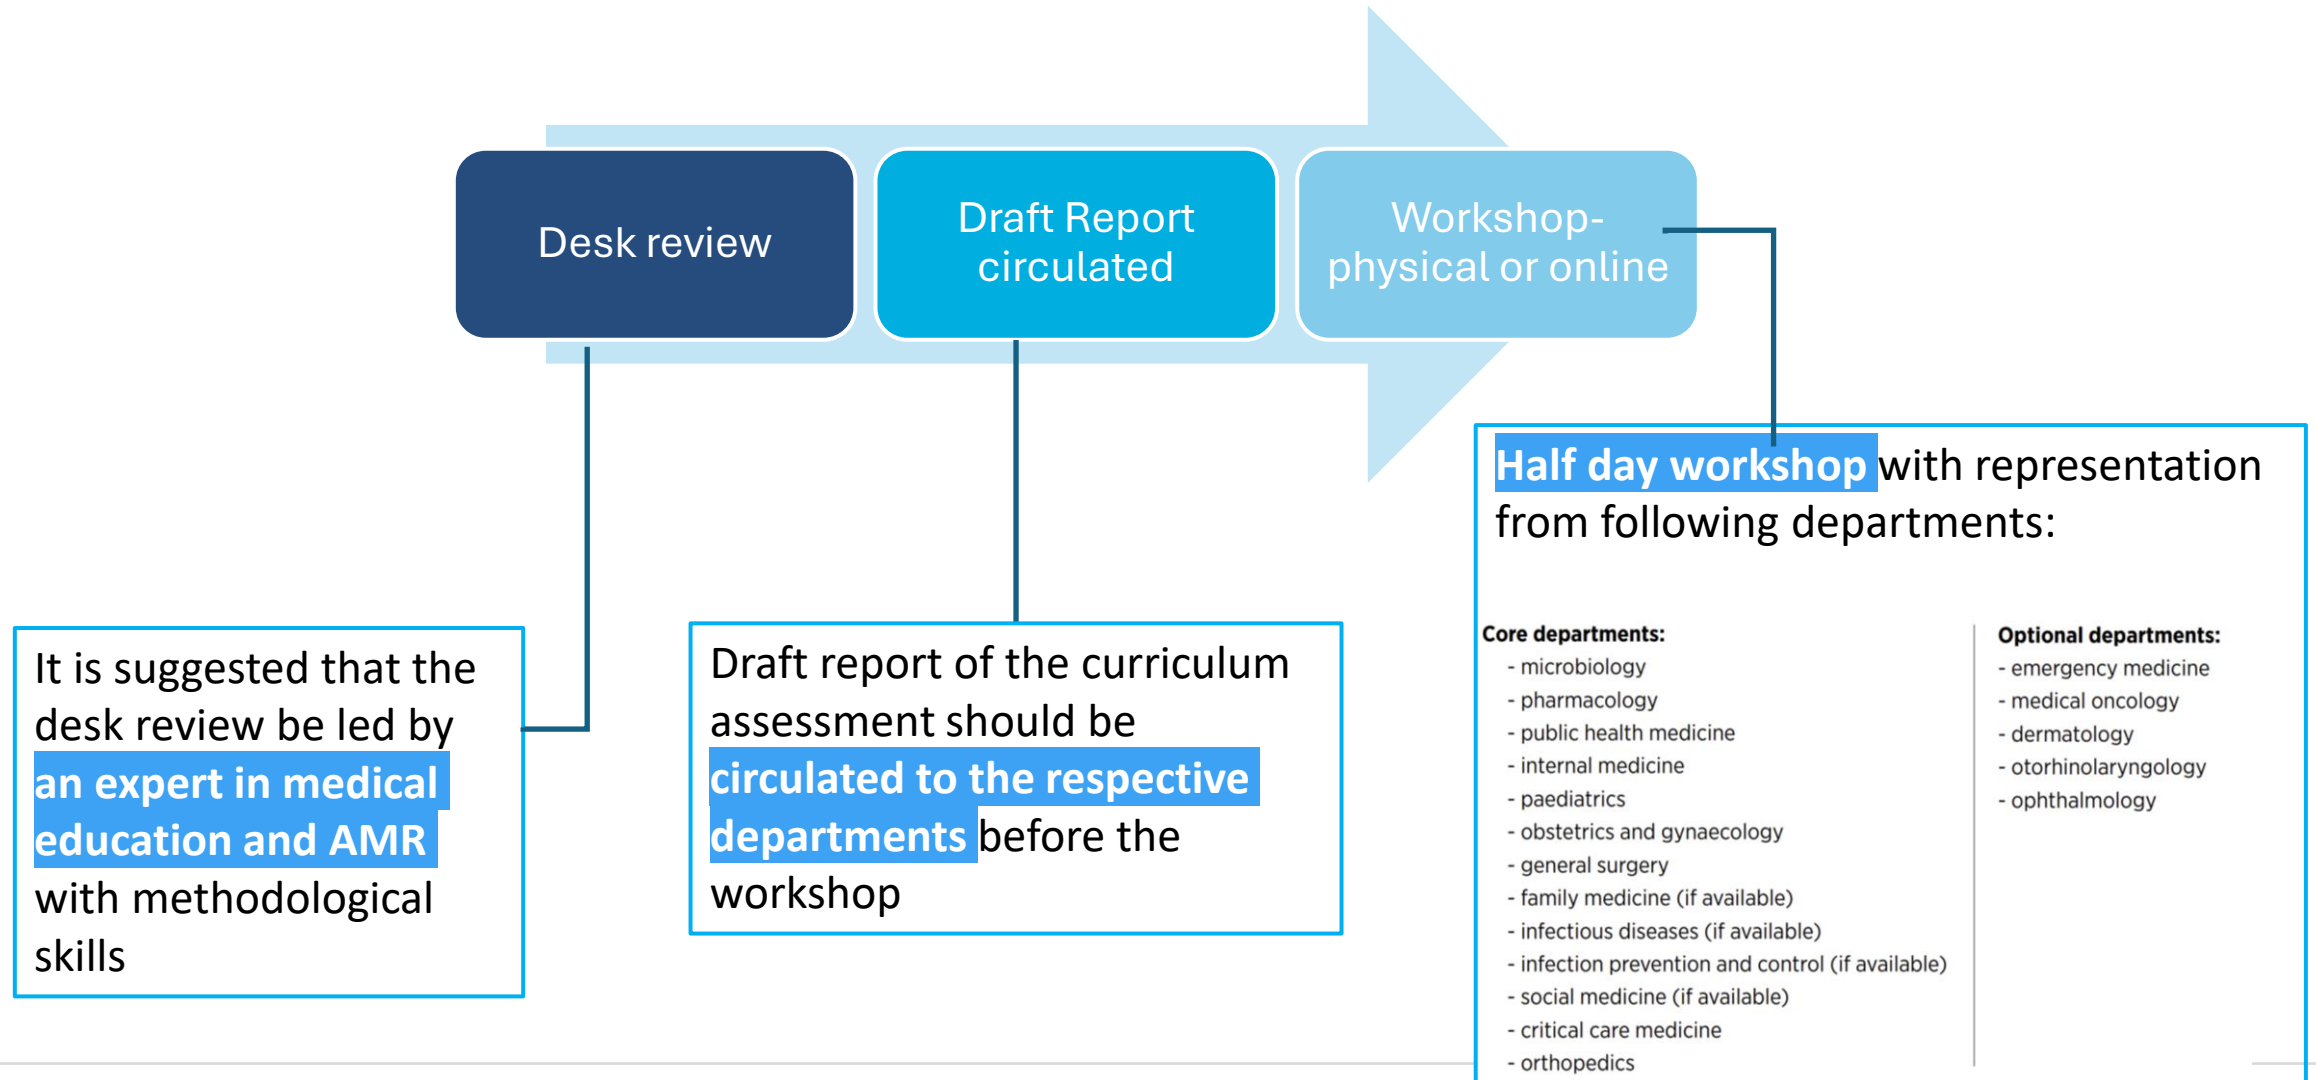 Desk review
Draft Report
circulated
Workshop-
physical or online
It is suggested that the
desk review be led by
an expert in medical
education and AMR
with methodological
skills
Draft report of the curriculum
assessment should be
circulated to the respective
departments before the
workshop
Half day workshop with representation
from following departments:
Core departments:
- microbiology
- pharmacology
- public health medicine
- internal medicine
- paediatrics
- obstetrics and gynaecology
- general surgery
- family medicine (if available)
- infectious diseases (if available)
- infection prevention and control (if available)
- social medicine (if available)
- critical care medicine
- orthopedics
Optional departments:
- emergency medicine
- medical oncology
- dermatology
- otorhinolaryngology
- ophthalmology